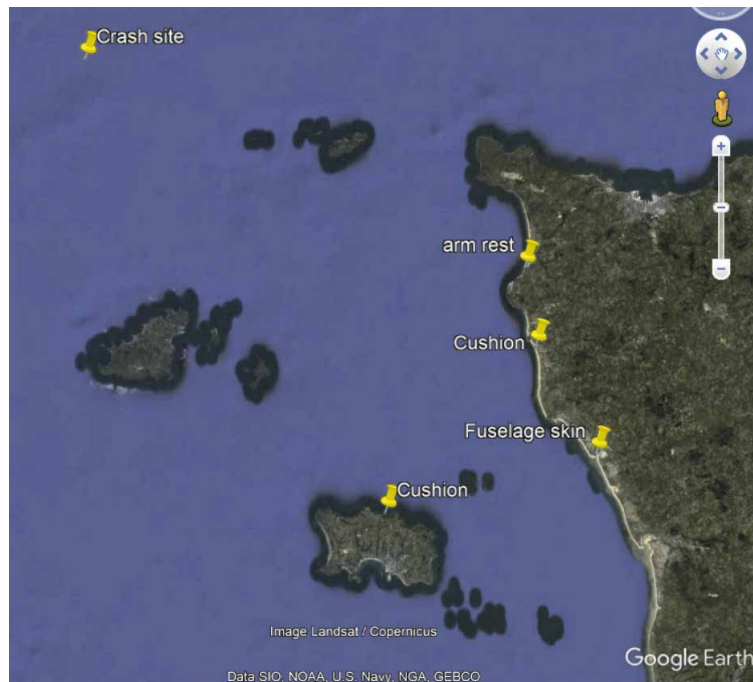 Crash site
arm rest
Cushion
Fuselage skin
Cushion
Image Landsat / Copernicus
Google Earth
Data SIO, NOAA, U.S. Navy, NGA, GEBCO